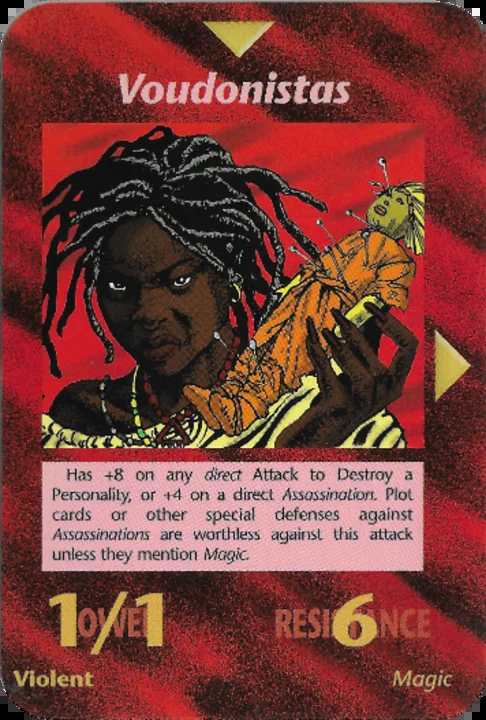 Voudonistas
Has +8 on any direct Attack to Destroy a
Personality, or +4 on a direct Assassination. Plot
cards or other special defenses against
Assassinations are worthless against this attack
unless they mention Magic.
POWER 1/1 RESISTANCE 6
Violent Magic